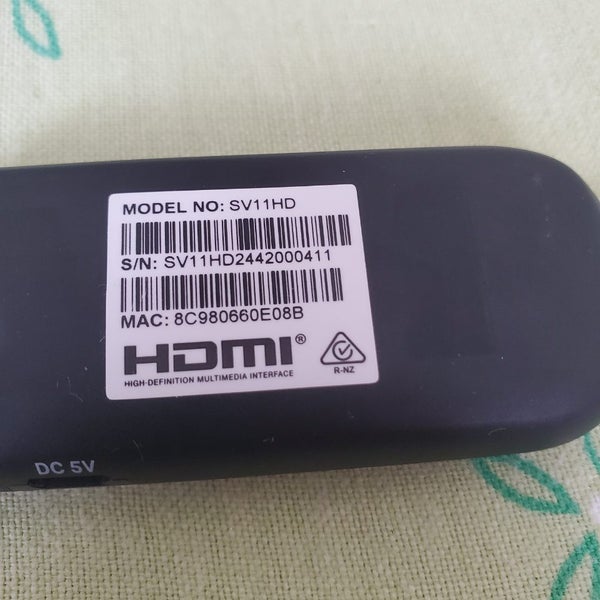 MODEL NO: SV11HD
S/N: SV11HD2442000411
MAC: 8C980660E08B
HDMI®
HIGH-DEFINITION MULTIMEDIA INTERFACE
R-NZ
DC 5V